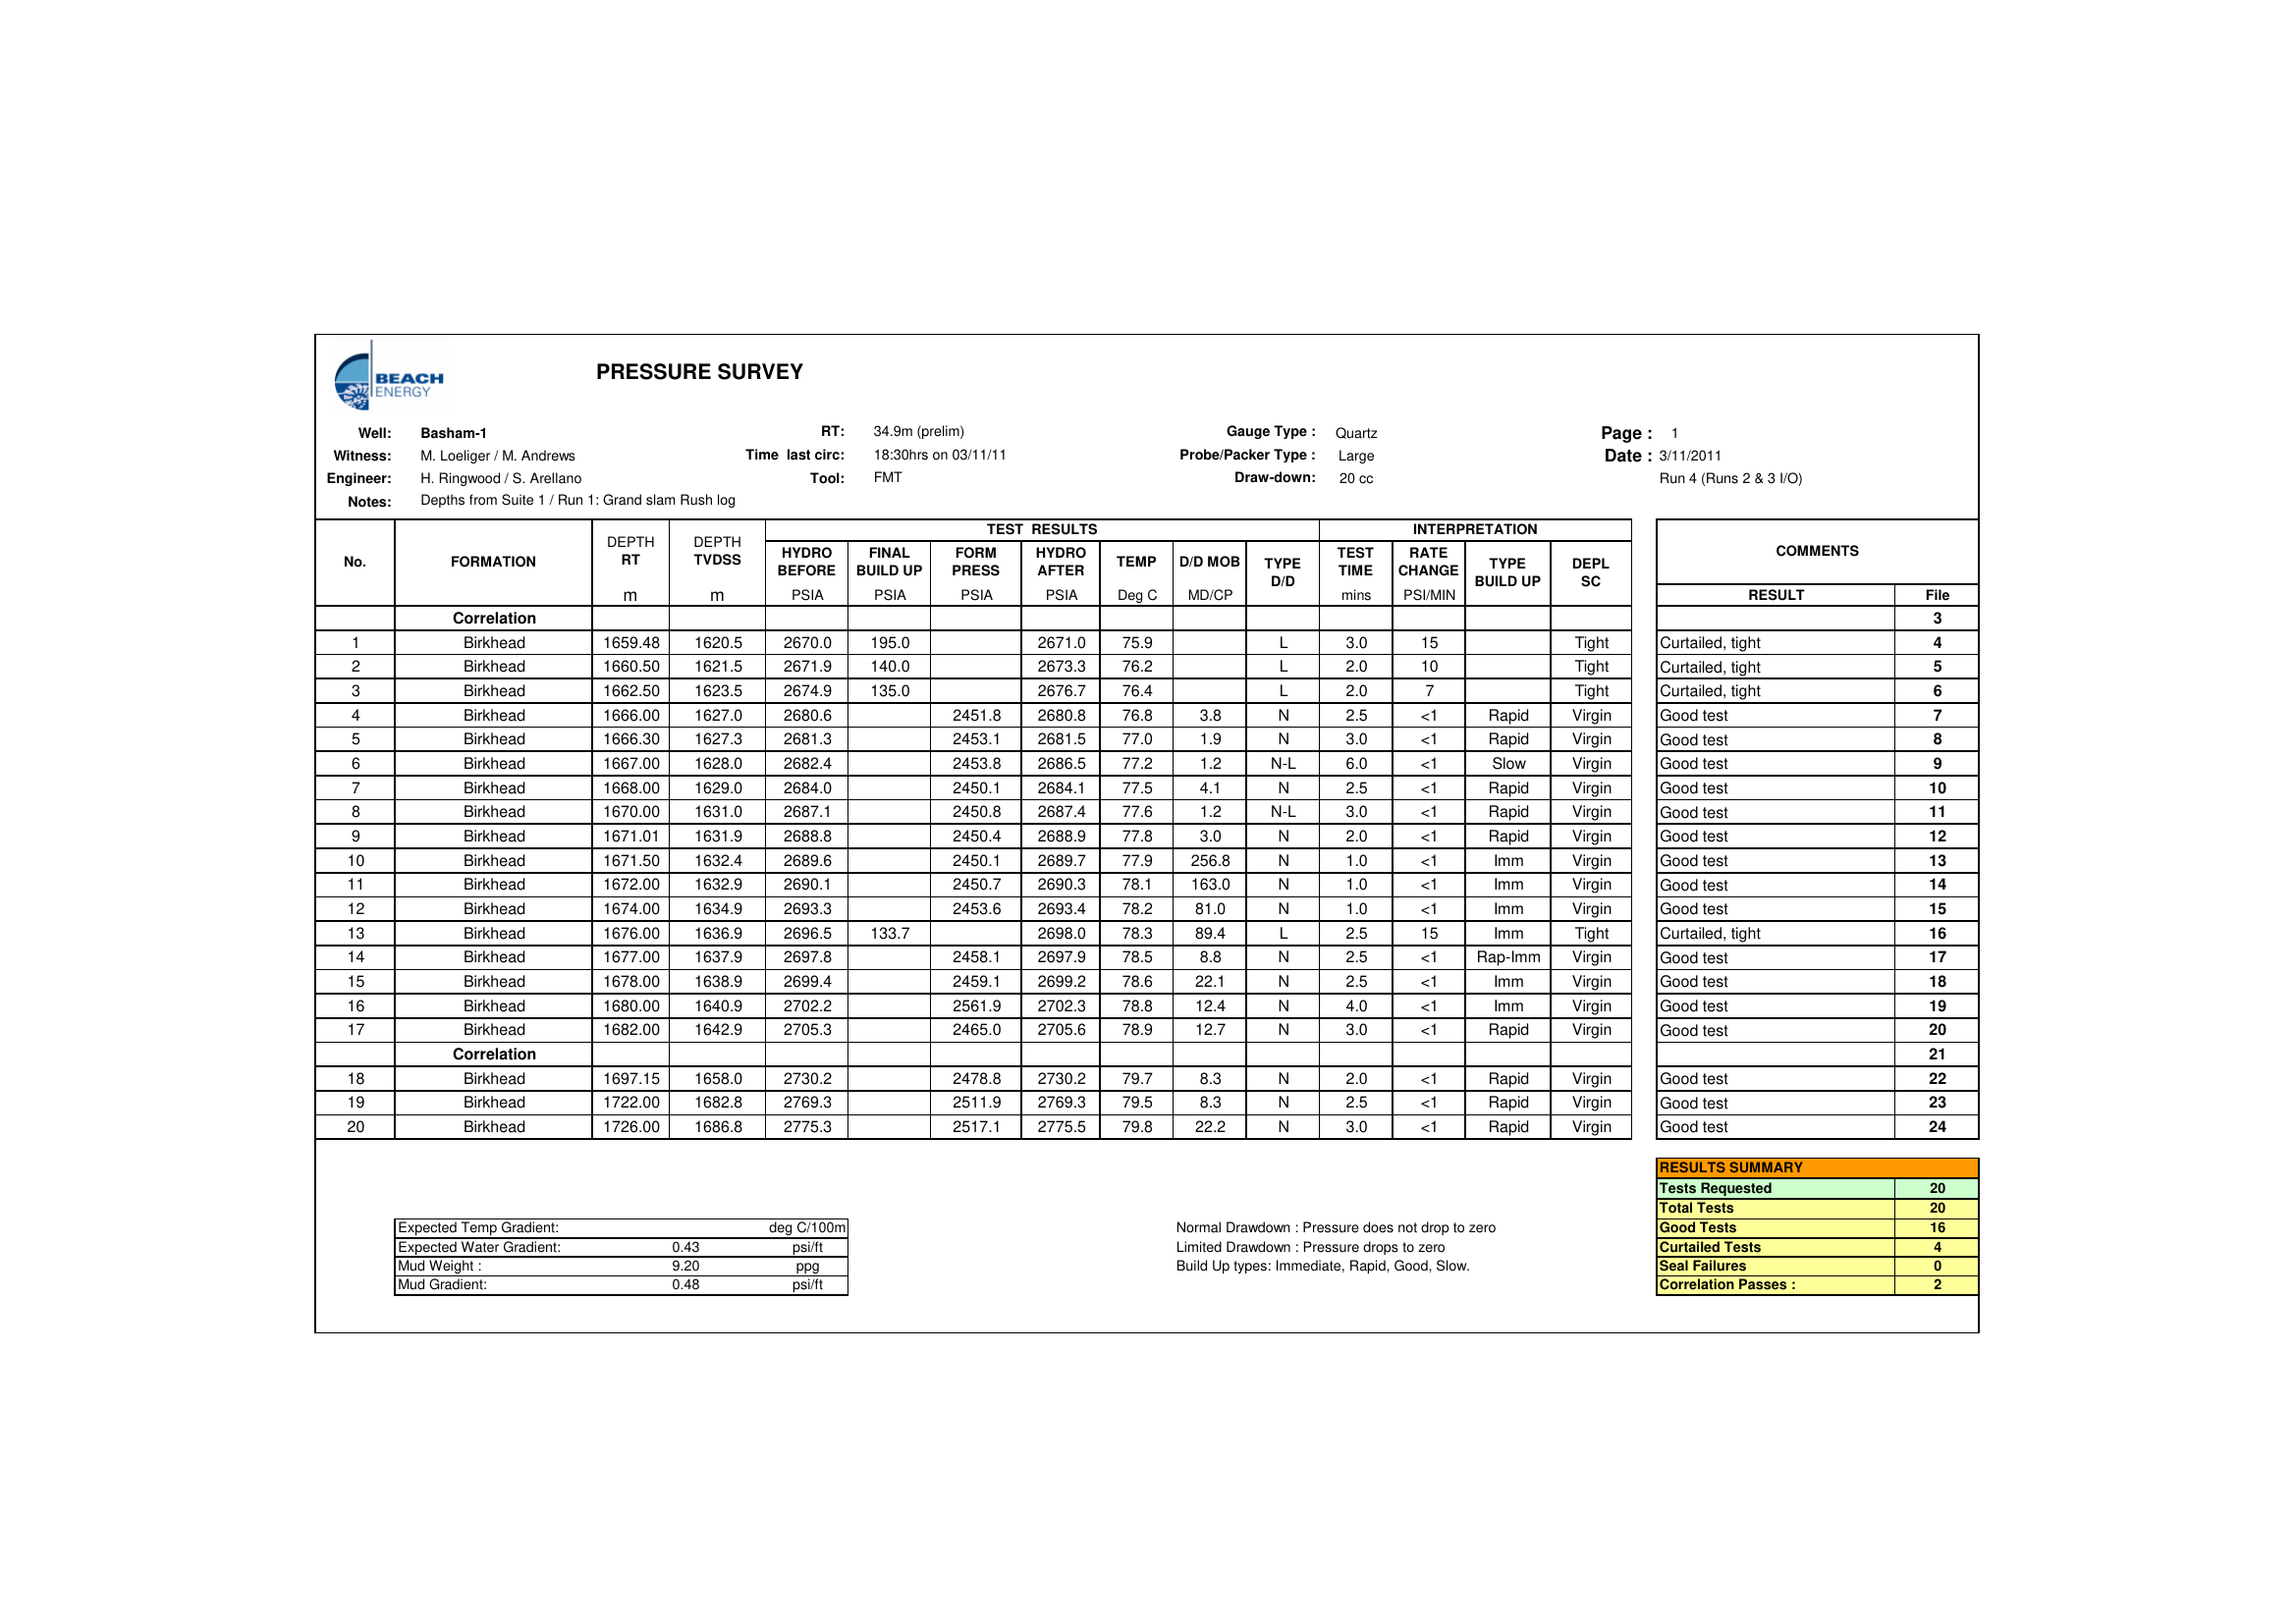 BEACH
ENERGY
PRESSURE SURVEY
Well: Basham-1 RT: 34.9m (prelim) Gauge Type : Quartz Page : 1
Witness: M. Loeliger / M. Andrews Time last circ: 18:30hrs on 03/11/11 Probe/Packer Type : Large Date : 3/11/2011
Engineer: H. Ringwood / S. Arellano Tool: FMT Draw-down: 20 cc Run 4 (Runs 2 & 3 I/O)
Notes: Depths from Suite 1 / Run 1: Grand slam Rush log
TEST RESULTS INTERPRETATION
No. FORMATION DEPTH RT m DEPTH TVDSS m HYDRO BEFORE PSIA FINAL BUILD UP PSIA FORM PRESS PSIA HYDRO AFTER PSIA TEMP Deg C D/D MOB MD/CP TYPE D/D TEST TIME mins RATE CHANGE PSI/MIN TYPE BUILD UP DEPL SC COMMENTS
RESULT File
Correlation 3
1 Birkhead 1659.48 1620.5 2670.0 195.0 2671.0 75.9 L 3.0 15 Tight Curtailed, tight 4
2 Birkhead 1660.50 1621.5 2671.9 140.0 2673.3 76.2 L 2.0 10 Tight Curtailed, tight 5
3 Birkhead 1662.50 1623.5 2674.9 135.0 2676.7 76.4 L 2.0 7 Tight Curtailed, tight 6
4 Birkhead 1666.00 1627.0 2680.6 2451.8 2680.8 76.8 3.8 N 2.5 <1 Rapid Virgin Good test 7
5 Birkhead 1666.30 1627.3 2681.3 2453.1 2681.5 77.0 1.9 N 3.0 <1 Rapid Virgin Good test 8
6 Birkhead 1667.00 1628.0 2682.4 2453.8 2686.5 77.2 1.2 N-L 6.0 <1 Slow Virgin Good test 9
7 Birkhead 1668.00 1629.0 2684.0 2450.1 2684.1 77.5 4.1 N 2.5 <1 Rapid Virgin Good test 10
8 Birkhead 1670.00 1631.0 2687.1 2450.8 2687.4 77.6 1.2 N-L 3.0 <1 Rapid Virgin Good test 11
9 Birkhead 1671.01 1631.9 2688.8 2450.4 2688.9 77.8 3.0 N 2.0 <1 Rapid Virgin Good test 12
10 Birkhead 1671.50 1632.4 2689.6 2450.1 2689.7 77.9 256.8 N 1.0 <1 Imm Virgin Good test 13
11 Birkhead 1672.00 1632.9 2690.1 2450.7 2690.3 78.1 163.0 N 1.0 <1 Imm Virgin Good test 14
12 Birkhead 1674.00 1634.9 2693.3 2453.6 2693.4 78.2 81.0 N 1.0 <1 Imm Virgin Good test 15
13 Birkhead 1676.00 1636.9 2696.5 133.7 2698.0 78.3 89.4 L 2.5 15 Imm Tight Curtailed, tight 16
14 Birkhead 1677.00 1637.9 2697.8 2458.1 2697.9 78.5 8.8 N 2.5 <1 Rap-Imm Virgin Good test 17
15 Birkhead 1678.00 1638.9 2699.4 2459.1 2699.2 78.6 22.1 N 2.5 <1 Imm Virgin Good test 18
16 Birkhead 1680.00 1640.9 2702.2 2561.9 2702.3 78.8 12.4 N 4.0 <1 Imm Virgin Good test 19
17 Birkhead 1682.00 1642.9 2705.3 2465.0 2705.6 78.9 12.7 N 3.0 <1 Rapid Virgin Good test 20
Correlation 21
18 Birkhead 1697.15 1658.0 2730.2 2478.8 2730.2 79.7 8.3 N 2.0 <1 Rapid Virgin Good test 22
19 Birkhead 1722.00 1682.8 2769.3 2511.9 2769.3 79.5 8.3 N 2.5 <1 Rapid Virgin Good test 23
20 Birkhead 1726.00 1686.8 2775.3 2517.1 2775.5 79.8 22.2 N 3.0 <1 Rapid Virgin Good test 24
RESULTS SUMMARY
Tests Requested 20
Total Tests 20
Expected Temp Gradient: deg C/100m Normal Drawdown : Pressure does not drop to zero Good Tests 16
Expected Water Gradient: 0.43 psi/ft Limited Drawdown : Pressure drops to zero Curtailed Tests 4
Mud Weight : 9.20 ppg Build Up types: Immediate, Rapid, Good, Slow. Seal Failures 0
Mud Gradient: 0.48 psi/ft Correlation Passes : 2